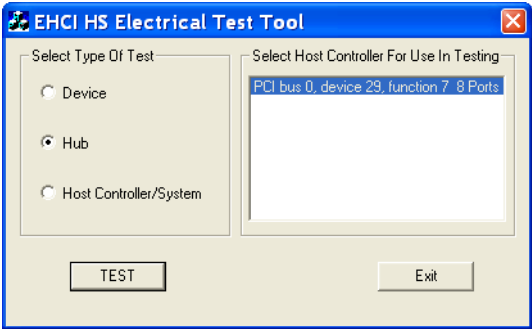 EHCI HS Electrical Test Tool
Select Type Of Test
Device
Hub
Host Controller/System
Select Host Controller For Use In Testing
PCI bus 0, device 29, function 7  8 Ports
TEST
Exit